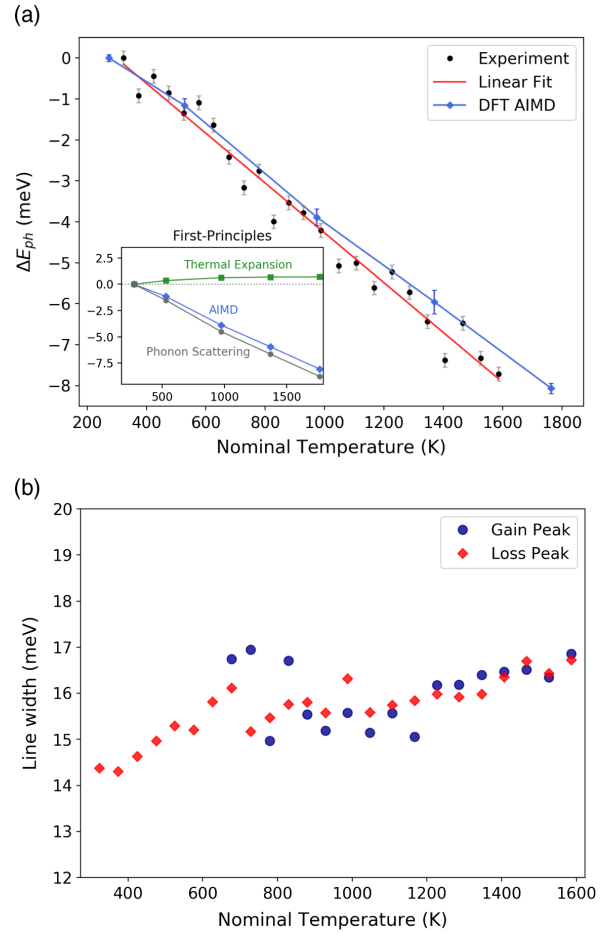 (a)
0
−1
−2
−3
−4
−5
−6
−7
−8
ΔE_ph (meV)
Experiment
Linear Fit
DFT AIMD
First-Principles
2.5
0.0
−2.5
−5.0
−7.5
Thermal Expansion
AIMD
Phonon Scattering
500 1000 1500
200 400 600 800 1000 1200 1400 1600 1800
Nominal Temperature (K)
(b)
20
19
18
17
16
15
14
13
12
Line width (meV)
Gain Peak
Loss Peak
400 600 800 1000 1200 1400 1600
Nominal Temperature (K)